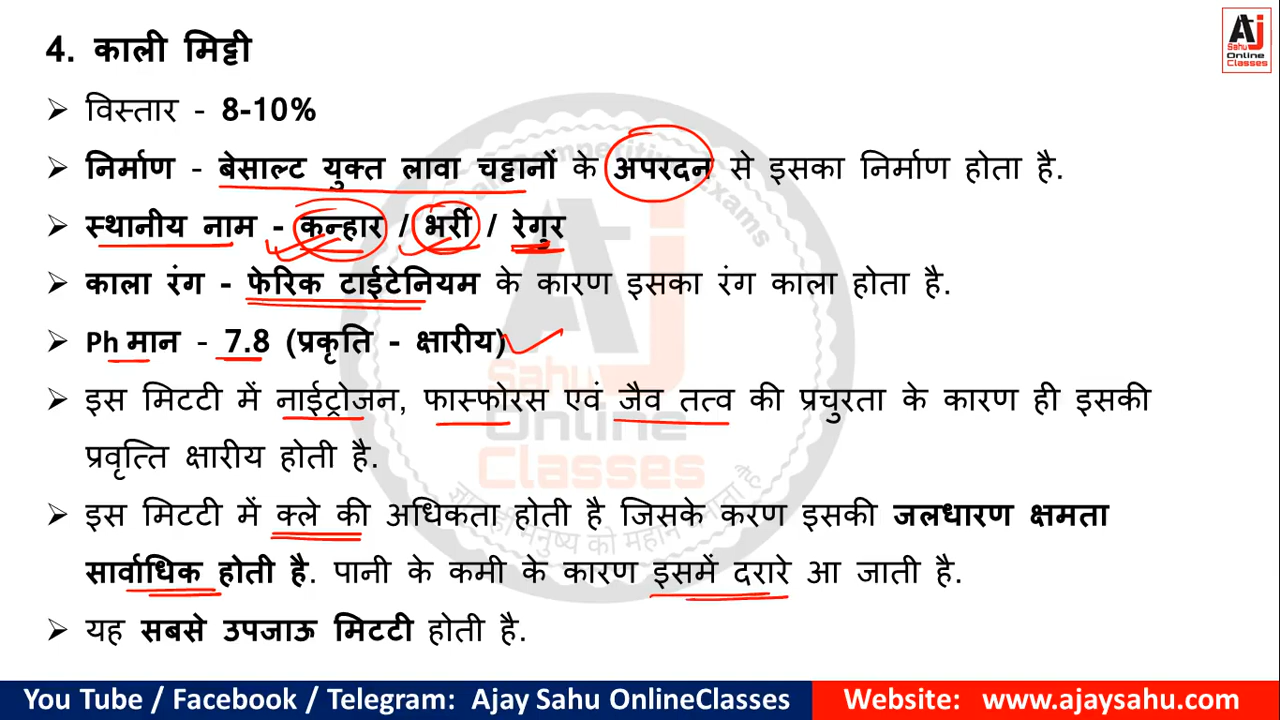 4. काली मिट्टी
Aj
Sahu
Online
Classes
➢ विस्तार - 8-10%
➢ निर्माण - बेसाल्ट युक्त लावा चट्टानों के अपरदन से इसका निर्माण होता है.
➢ स्थानीय नाम - कन्हार / भर्री / रेगुर
➢ काला रंग - फेरिक टाईटेनियम के कारण इसका रंग काला होता है.
➢ Ph मान - 7.8 (प्रकृति - क्षारीय)
➢ इस मिटटी में नाईट्रोजन, फास्फोरस एवं जैव तत्व की प्रचुरता के कारण ही इसकी
प्रवृत्ति क्षारीय होती है.
➢ इस मिटटी में क्ले की अधिकता होती है जिसके करण इसकी जलधारण क्षमता
सार्वाधिक होती है. पानी के कमी के कारण इसमें दरारे आ जाती है.
➢ यह सबसे उपजाऊ मिटटी होती है.
Sahu
Online
Classes
You Tube / Facebook / Telegram: Ajay Sahu OnlineClasses
Website: www.ajaysahu.com